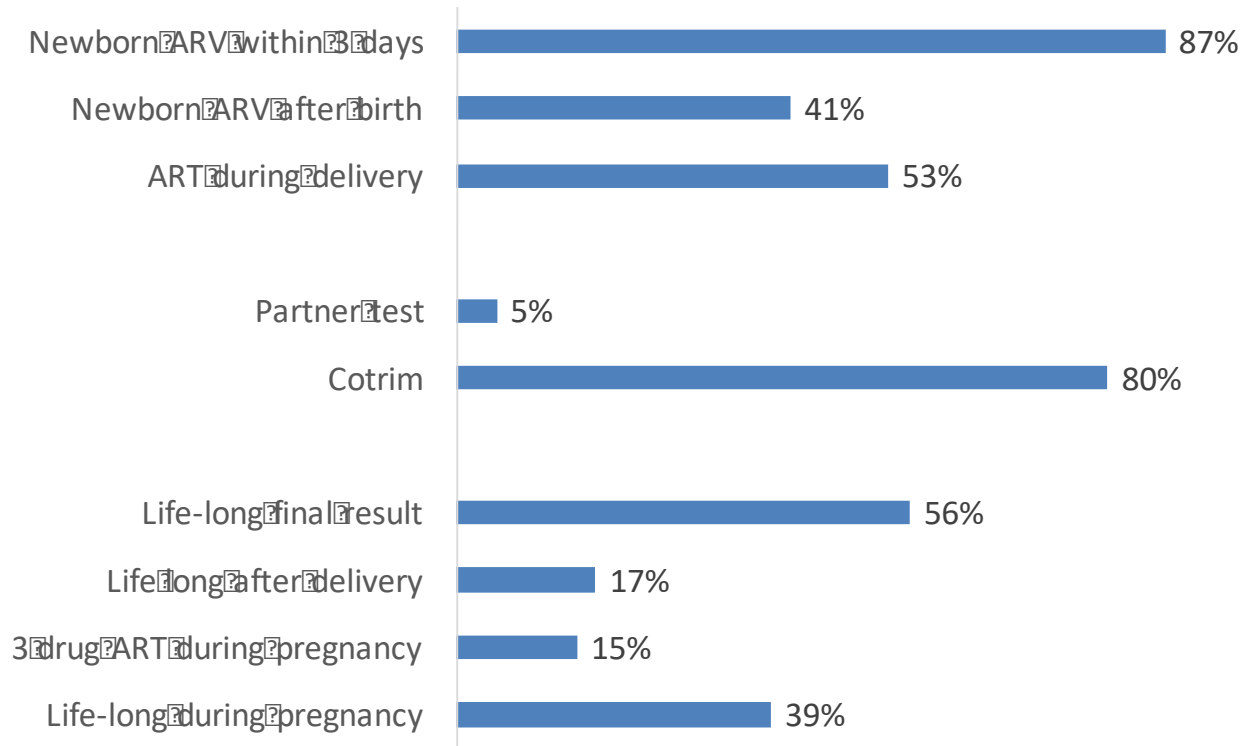 Newborn⍰ARV⍰within⍰3⍰days 87%
Newborn⍰ARV⍰after⍰birth 41%
ART⍰during⍰delivery 53%
Partner⍰test 5%
Cotrim 80%
Life-long⍰final⍰result 56%
Life⍰long⍰after⍰delivery 17%
3⍰drug⍰ART⍰during⍰pregnancy 15%
Life-long⍰during⍰pregnancy 39%